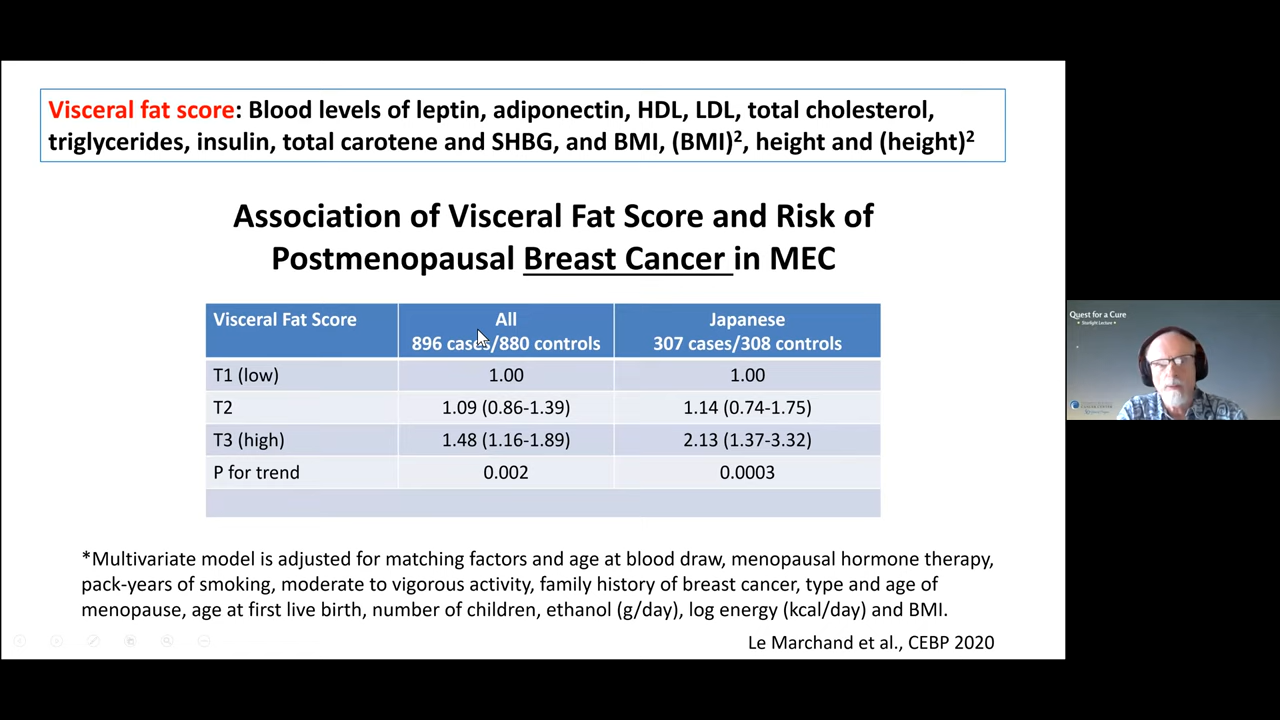 Visceral fat score: Blood levels of leptin, adiponectin, HDL, LDL, total cholesterol,
triglycerides, insulin, total carotene and SHBG, and BMI, (BMI)², height and (height)²
Association of Visceral Fat Score and Risk of
Postmenopausal Breast Cancer in MEC
Visceral Fat Score
All
896 cases/880 controls
Japanese
307 cases/308 controls
T1 (low) 1.00 1.00
T2 1.09 (0.86-1.39) 1.14 (0.74-1.75)
T3 (high) 1.48 (1.16-1.89) 2.13 (1.37-3.32)
P for trend 0.002 0.0003
*Multivariate model is adjusted for matching factors and age at blood draw, menopausal hormone therapy,
pack-years of smoking, moderate to vigorous activity, family history of breast cancer, type and age of
menopause, age at first live birth, number of children, ethanol (g/day), log energy (kcal/day) and BMI.
Le Marchand et al., CEBP 2020
Quest for a Cure
Starlight Lecture
CANCER CENTER